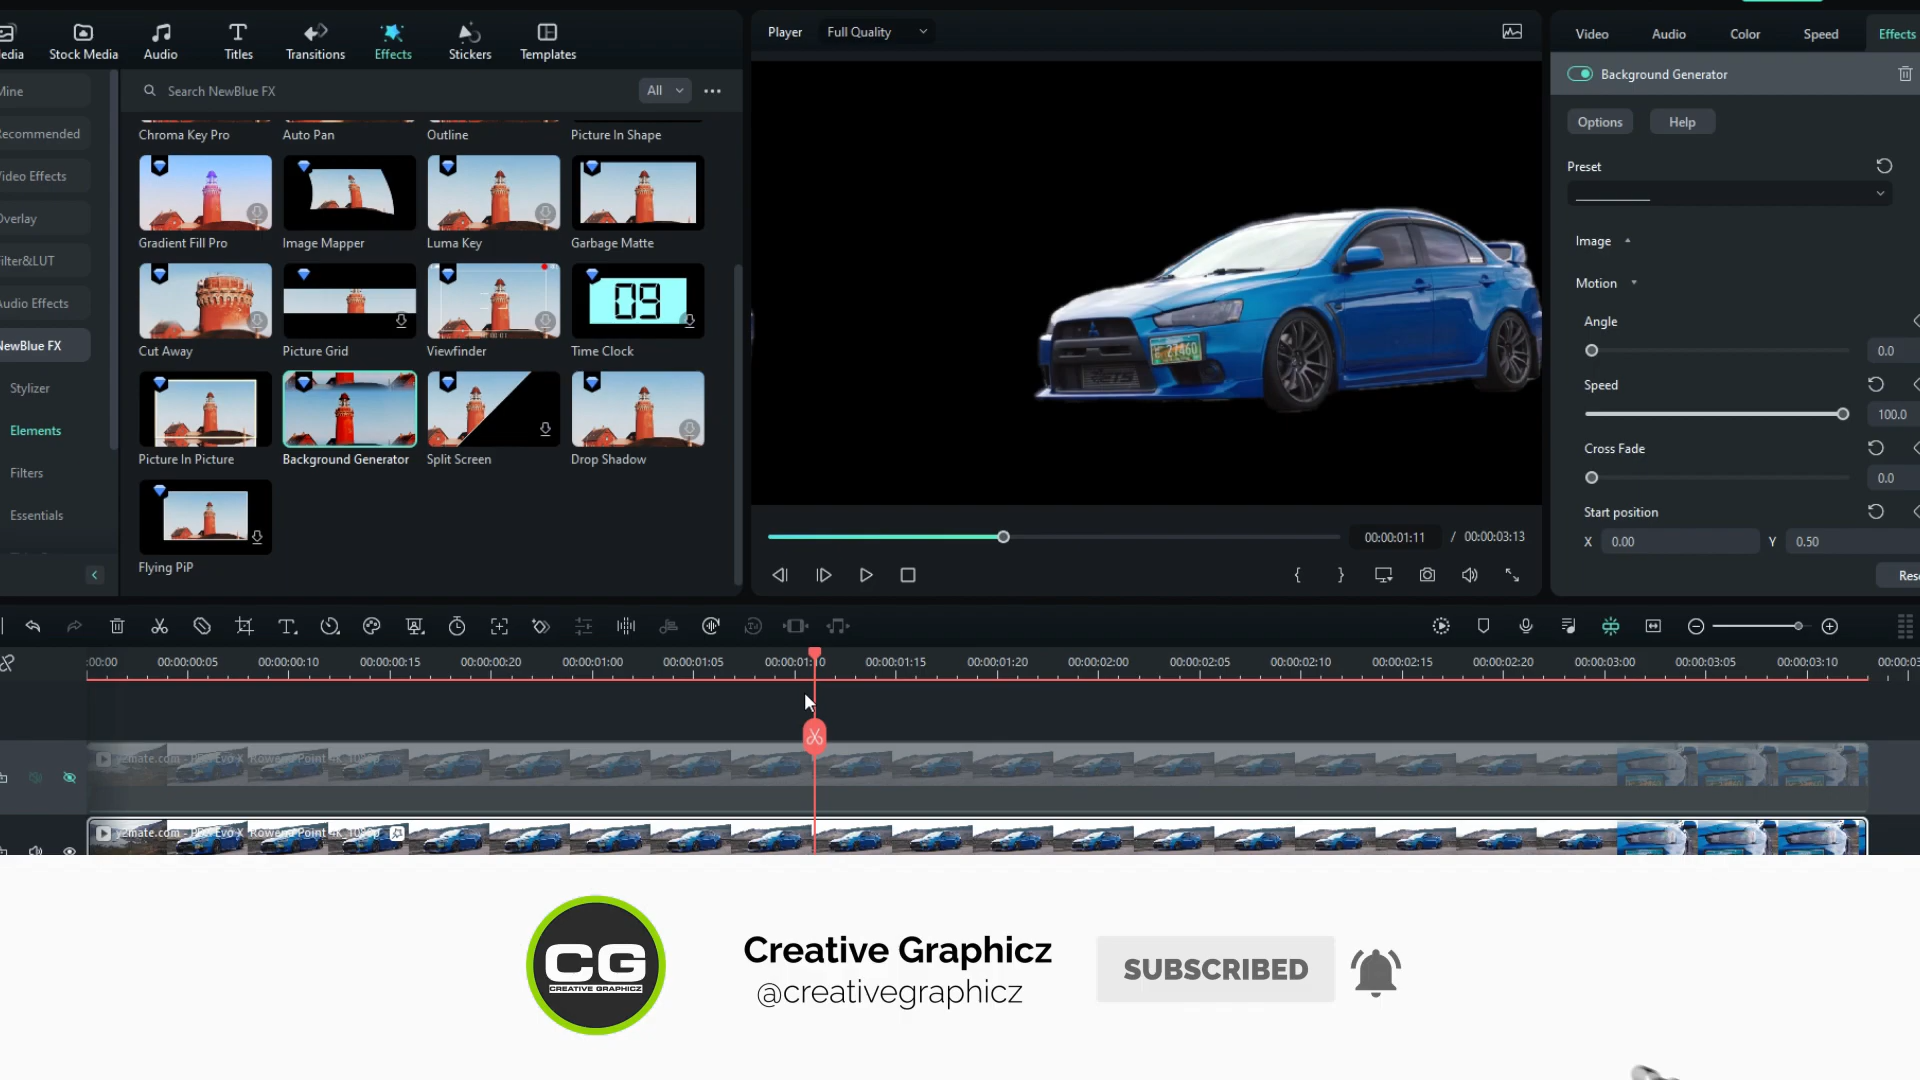 Stock Media
Audio
Titles
Transitions
Effects
Stickers
Templates
Player
Full Quality
Video
Audio
Color
Speed
Effects
Mine
Search NewBlue FX
All
Background Generator
Options
Help
Recommended
Chroma Key Pro
Auto Pan
Outline
Picture In Shape
Preset
Video Effects
Overlay
Filter&LUT
Audio Effects
NewBlue FX
Stylizer
Elements
Filters
Essentials
Gradient Fill Pro
Image Mapper
Luma Key
Garbage Matte
09
Cut Away
Picture Grid
Viewfinder
Time Clock
Picture In Picture
Background Generator
Split Screen
Drop Shadow
Flying PiP
27460
Image
Motion
Angle
0.0
Speed
100.0
Cross Fade
0.0
Start position
X 0.00
Y 0.50
00:00:01:11 / 00:00:03:13
:00:00
00:00:00:05
00:00:00:10
00:00:00:15
00:00:00:20
00:00:01:00
00:00:01:05
00:00:01:10
00:00:01:15
00:00:01:20
00:00:02:00
00:00:02:05
00:00:02:10
00:00:02:15
00:00:02:20
00:00:03:00
00:00:03:05
00:00:03:10
Creative Graphicz
@creativegraphicz
SUBSCRIBED
CG
CREATIVE GRAPHICZ